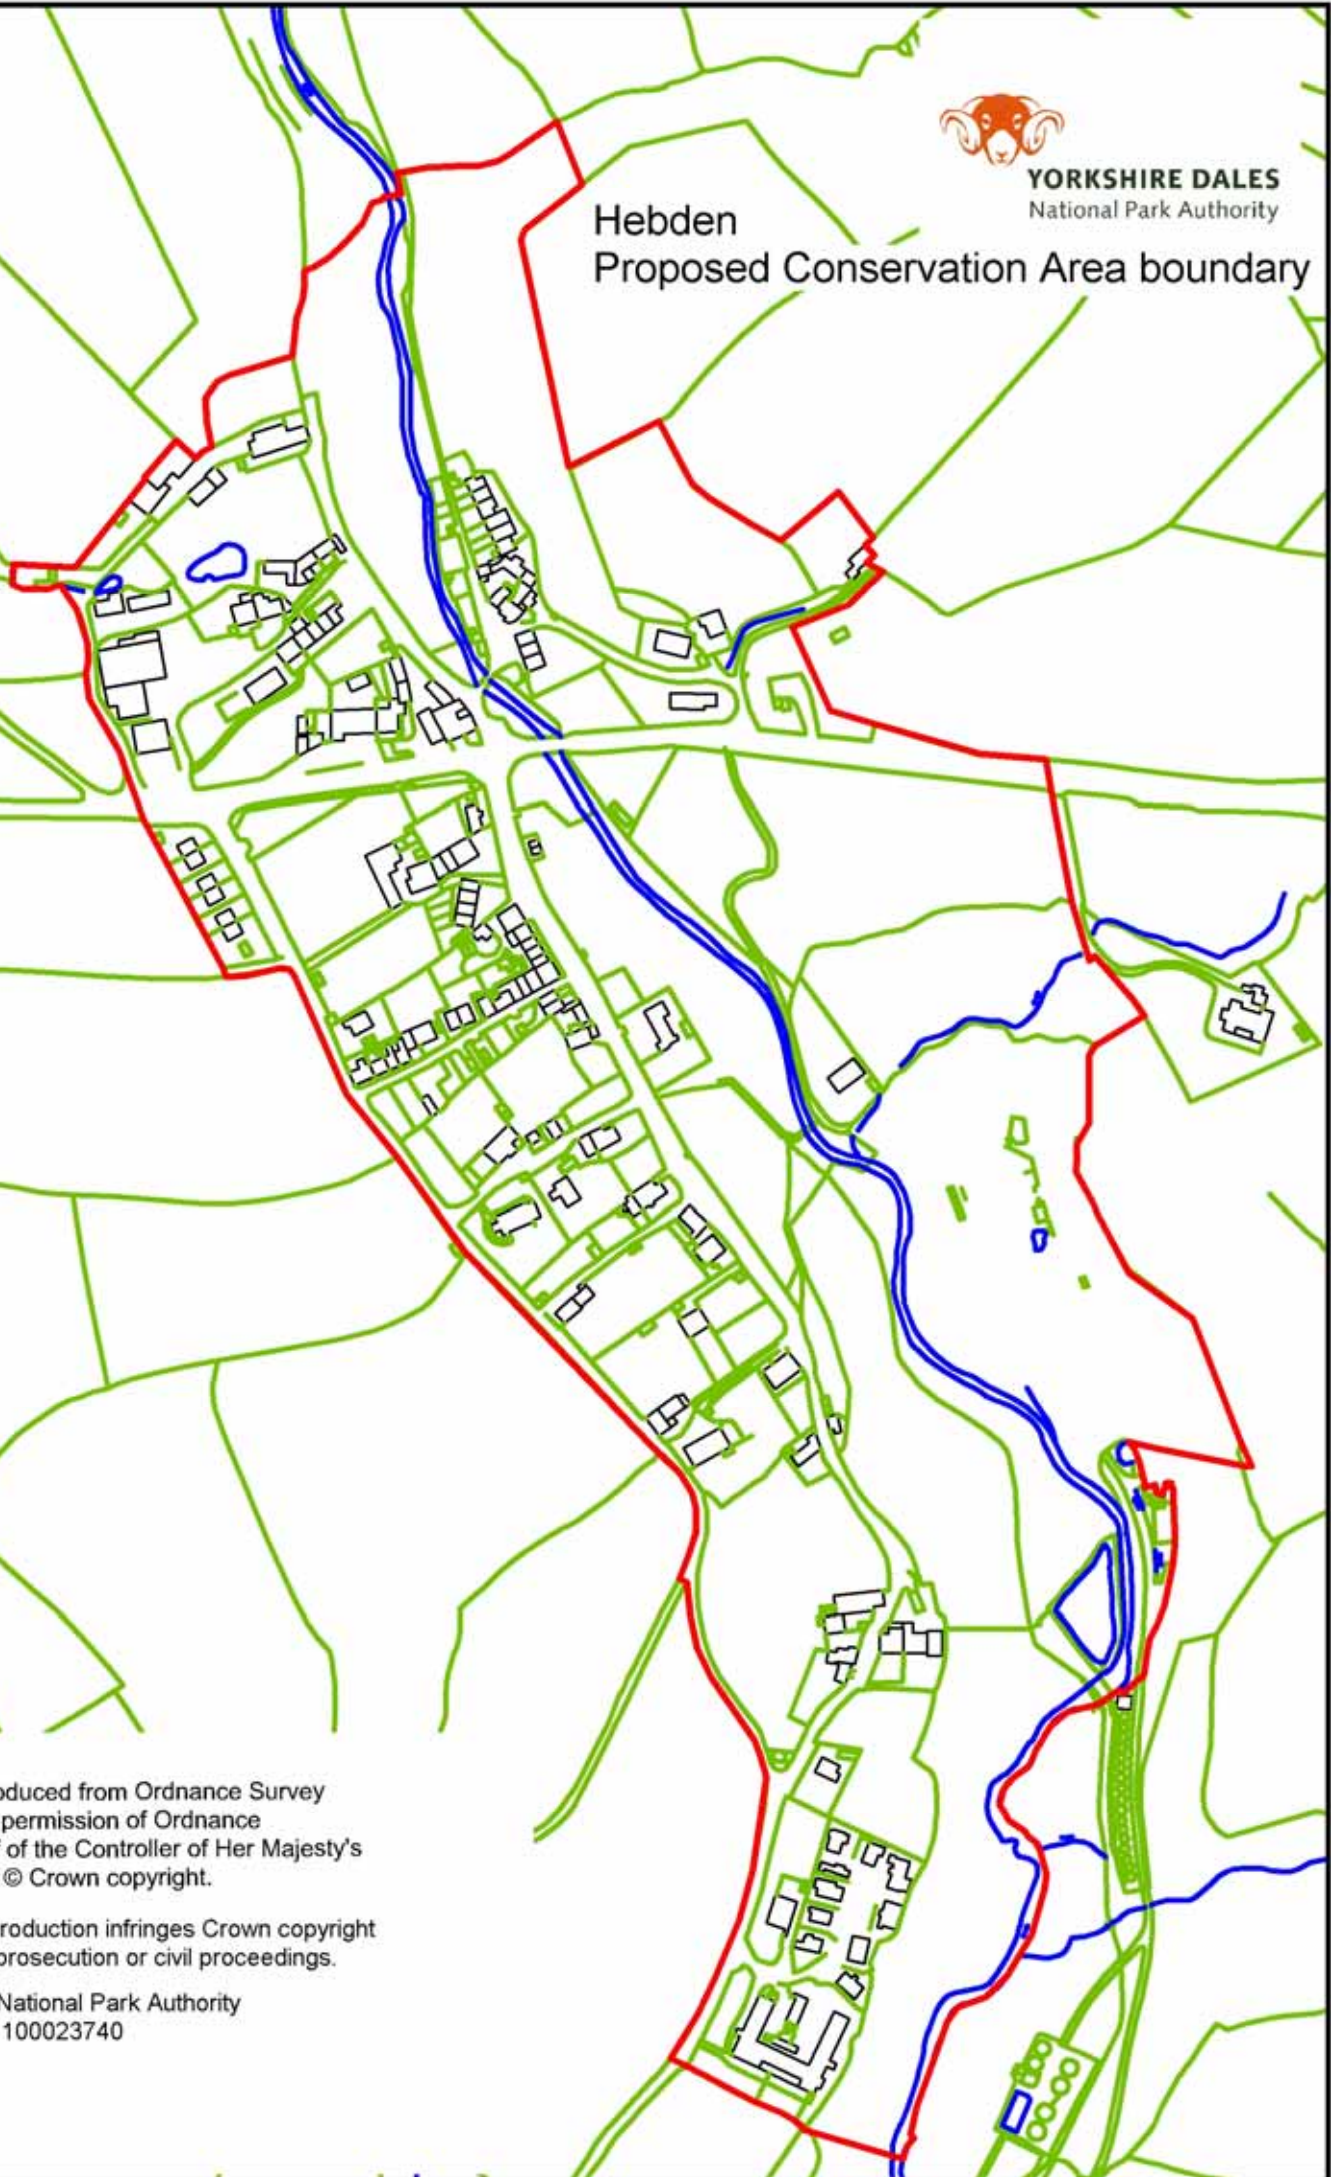 YORKSHIRE DALES
National Park Authority
Hebden
Proposed Conservation Area boundary
oduced from Ordnance Survey
permission of Ordnance
of the Controller of Her Majesty's
© Crown copyright.
roduction infringes Crown copyright
prosecution or civil proceedings.
National Park Authority
100023740